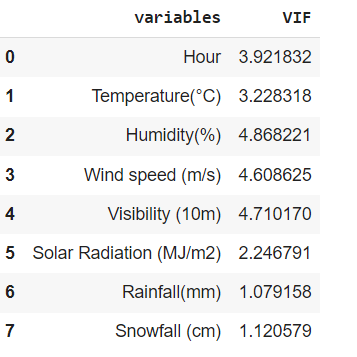 variables VIF
0 Hour 3.921832
1 Temperature(°C) 3.228318
2 Humidity(%) 4.868221
3 Wind speed (m/s) 4.608625
4 Visibility (10m) 4.710170
5 Solar Radiation (MJ/m2) 2.246791
6 Rainfall(mm) 1.079158
7 Snowfall (cm) 1.120579